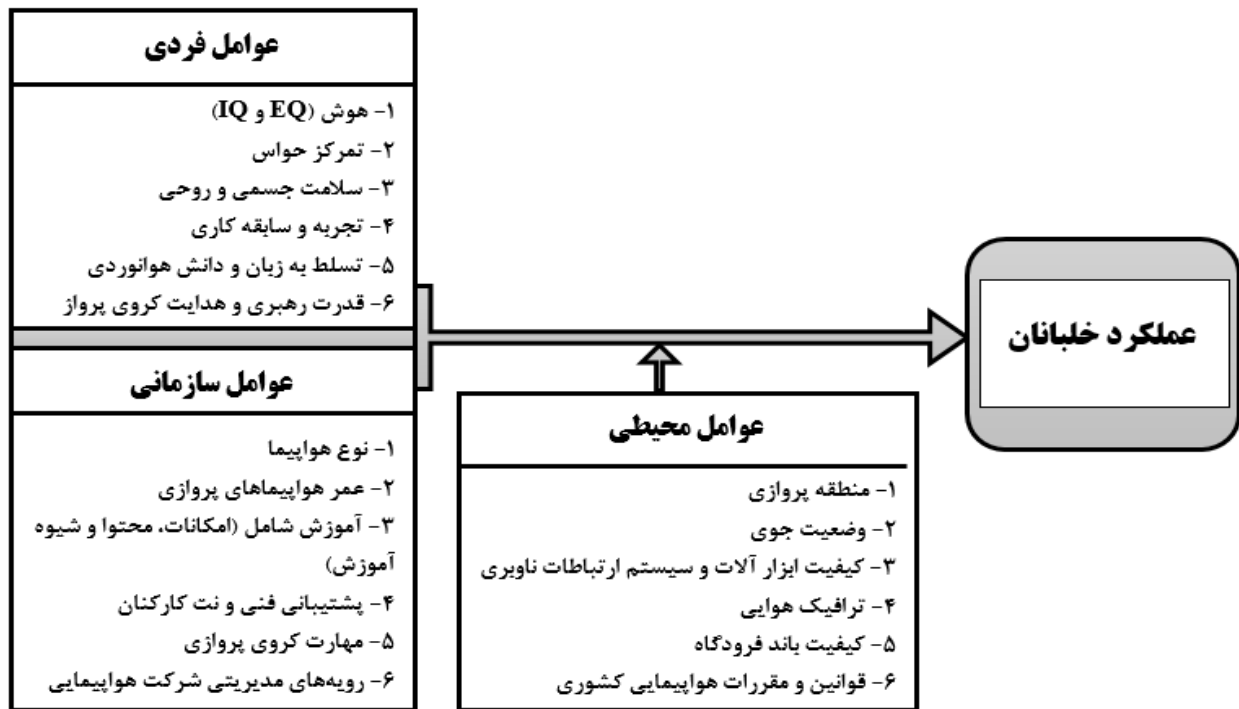 عوامل فردی
۱- هوش (EQ و IQ)
۲- تمرکز حواس
۳- سلامت جسمی و روحی
۴- تجربه و سابقه کاری
۵- تسلط به زبان و دانش هوانوردی
۶- قدرت رهبری و هدایت کروی پرواز
عوامل سازمانی
۱- نوع هواپیما
۲- عمر هواپیماهای پروازی
۳- آموزش شامل (امکانات، محتوا و شیوه
آموزش)
۴- پشتیبانی فنی و نت کارکنان
۵- مهارت کروی پروازی
۶- رویه‌های مدیریتی شرکت هواپیمایی
عوامل محیطی
۱- منطقه پروازی
۲- وضعیت جوی
۳- کیفیت ابزار آلات و سیستم ارتباطات ناوبری
۴- ترافیک هوایی
۵- کیفیت باند فرودگاه
۶- قوانین و مقررات هواپیمایی کشوری
عملکرد خلبانان